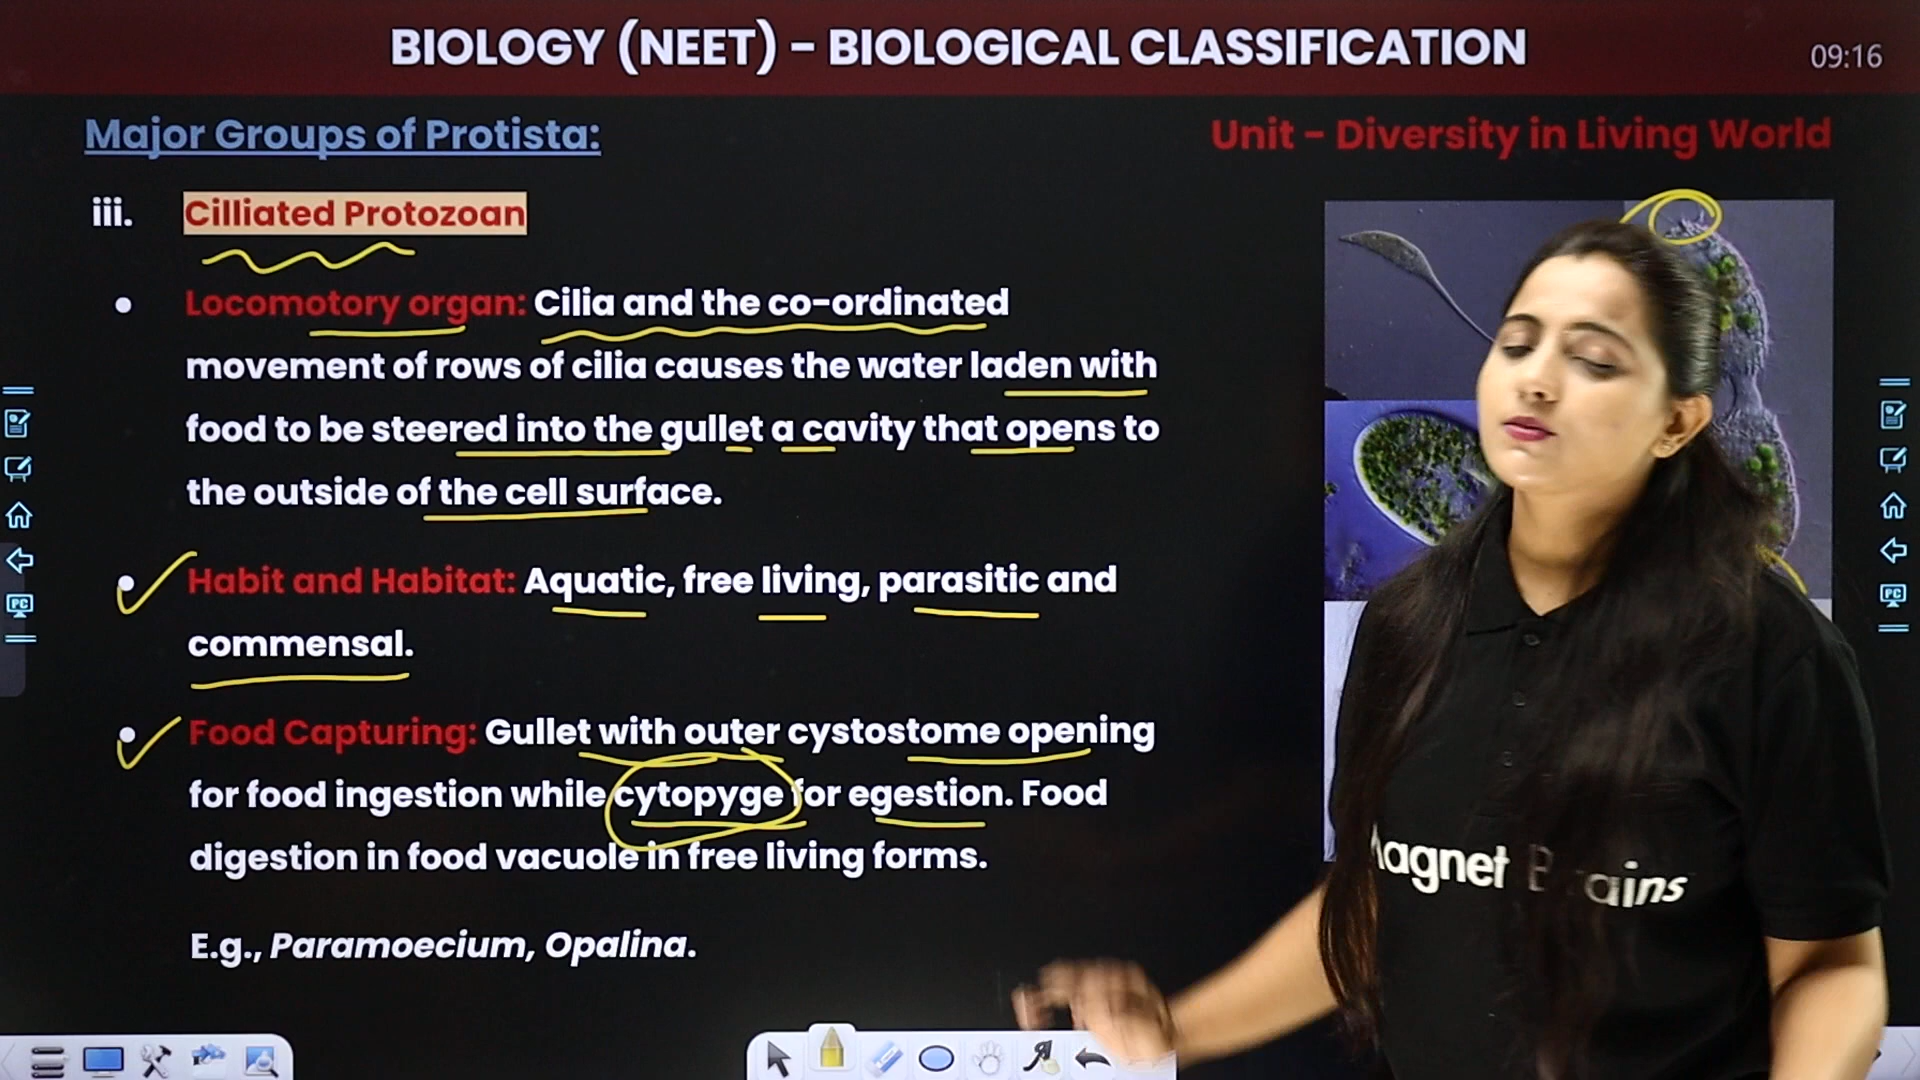 BIOLOGY (NEET) - BIOLOGICAL CLASSIFICATION
09:16
Major Groups of Protista:
Unit - Diversity in Living World
iii. Cilliated Protozoan
• Locomotory organ: Cilia and the co-ordinated
movement of rows of cilia causes the water laden with
food to be steered into the gullet a cavity that opens to
the outside of the cell surface.
• Habit and Habitat: Aquatic, free living, parasitic and
commensal.
• Food Capturing: Gullet with outer cystostome opening
for food ingestion while cytopyge for egestion. Food
digestion in food vacuole in free living forms.
E.g., Paramoecium, Opalina.
PC
PC
agnet B ains